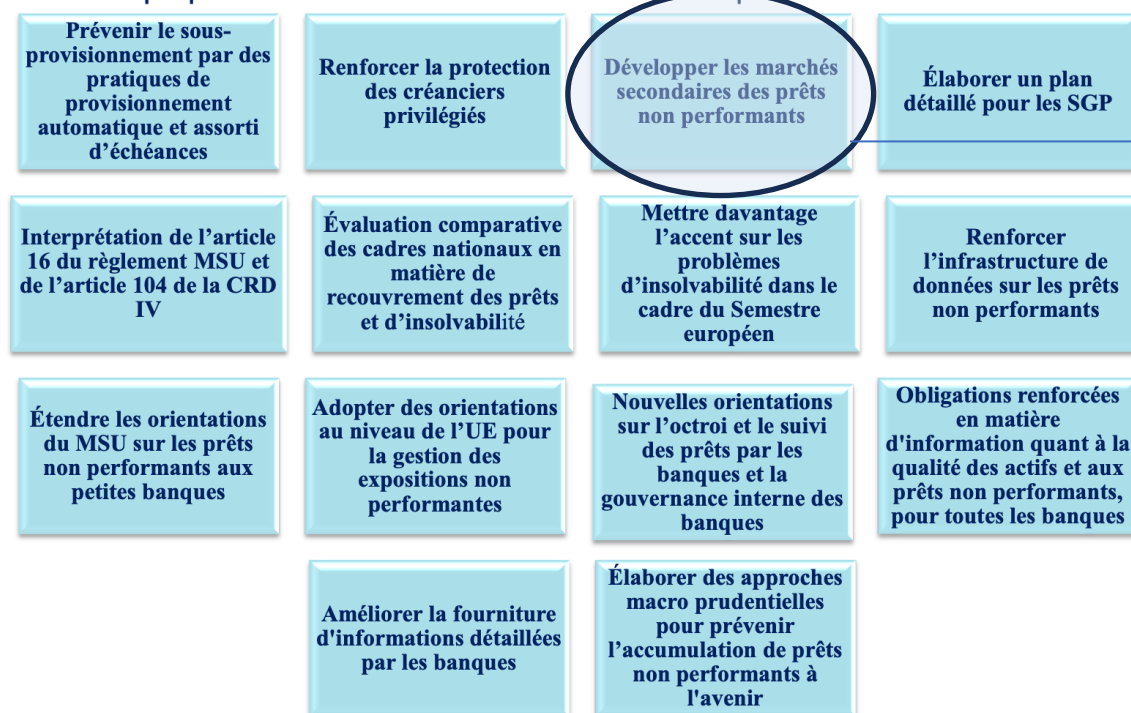 Prévenir le sous-
provisionnement par des
pratiques de
provisionnement
automatique et assorti
d’échéances
Renforcer la protection
des créanciers
privilégiés
Développer les marchés
secondaires des prêts
non performants
Élaborer un plan
détaillé pour les SGP
Interprétation de l’article
16 du règlement MSU et
de l’article 104 de la CRD
IV
Évaluation comparative
des cadres nationaux en
matière de
recouvrement des prêts
et d’insolvabilité
Mettre davantage
l’accent sur les
problèmes
d’insolvabilité dans le
cadre du Semestre
européen
Renforcer
l’infrastructure de
données sur les prêts
non performants
Étendre les orientations
du MSU sur les prêts
non performants aux
petites banques
Adopter des orientations
au niveau de l’UE pour
la gestion des
expositions non
performantes
Nouvelles orientations
sur l’octroi et le suivi
des prêts par les
banques et la
gouvernance interne des
banques
Obligations renforcées
en matière
d'information quant à la
qualité des actifs et aux
prêts non performants,
pour toutes les banques
Améliorer la fourniture
d'informations détaillées
par les banques
Élaborer des approches
macro prudentielles
pour prévenir
l’accumulation de prêts
non performants à
l'avenir